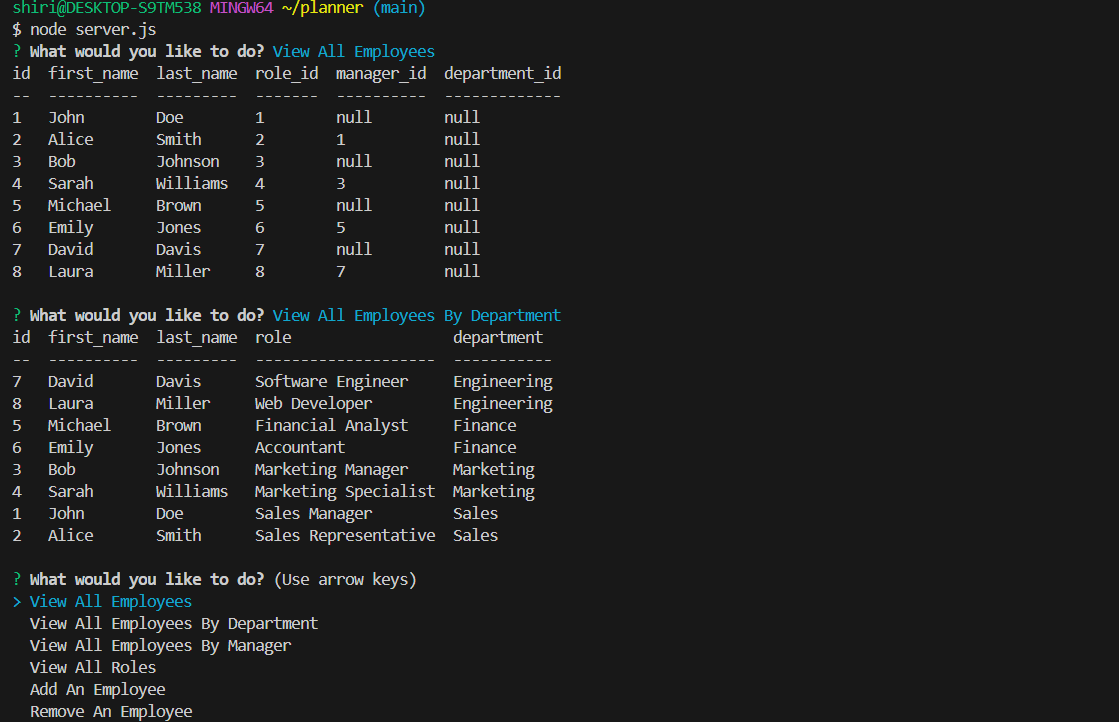 shiri@DESKTOP-S9TM538 MINGW64 ~/planner (main)
$ node server.js
? What would you like to do? View All Employees
id  first_name  last_name  role_id  manager_id  department_id
--  ----------  ---------  -------  ----------  -------------
1   John        Doe        1        null        null
2   Alice       Smith      2        1           null
3   Bob         Johnson    3        null        null
4   Sarah       Williams   4        3           null
5   Michael     Brown      5        null        null
6   Emily       Jones      6        5           null
7   David       Davis      7        null        null
8   Laura       Miller     8        7           null
? What would you like to do? View All Employees By Department
id  first_name  last_name  role                  department
--  ----------  ---------  --------------------  -----------
7   David       Davis      Software Engineer     Engineering
8   Laura       Miller     Web Developer         Engineering
5   Michael     Brown      Financial Analyst     Finance
6   Emily       Jones      Accountant            Finance
3   Bob         Johnson    Marketing Manager     Marketing
4   Sarah       Williams   Marketing Specialist  Marketing
1   John        Doe        Sales Manager         Sales
2   Alice       Smith      Sales Representative  Sales
? What would you like to do? (Use arrow keys)
> View All Employees
  View All Employees By Department
  View All Employees By Manager
  View All Roles
  Add An Employee
  Remove An Employee